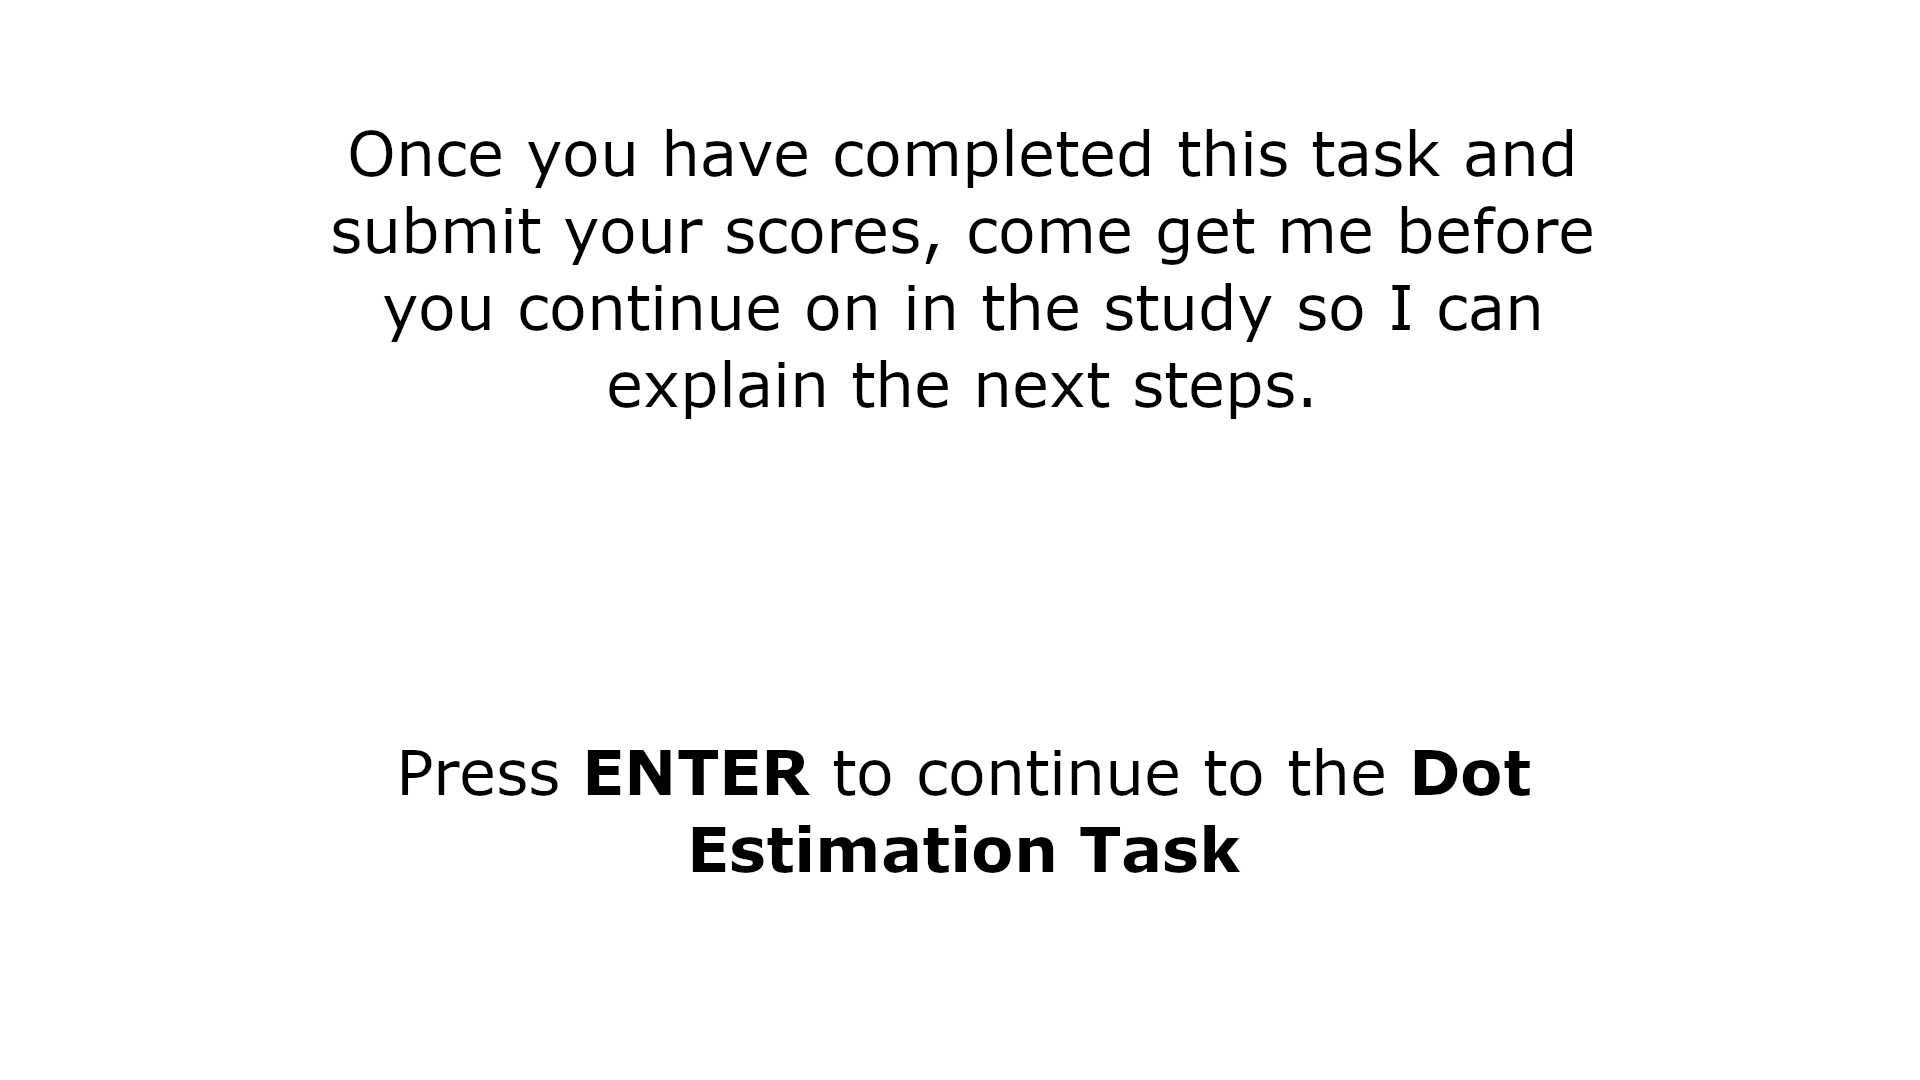 Once you have completed this task and
submit your scores, come get me before
you continue on in the study so I can
explain the next steps.
Press ENTER to continue to the Dot
Estimation Task